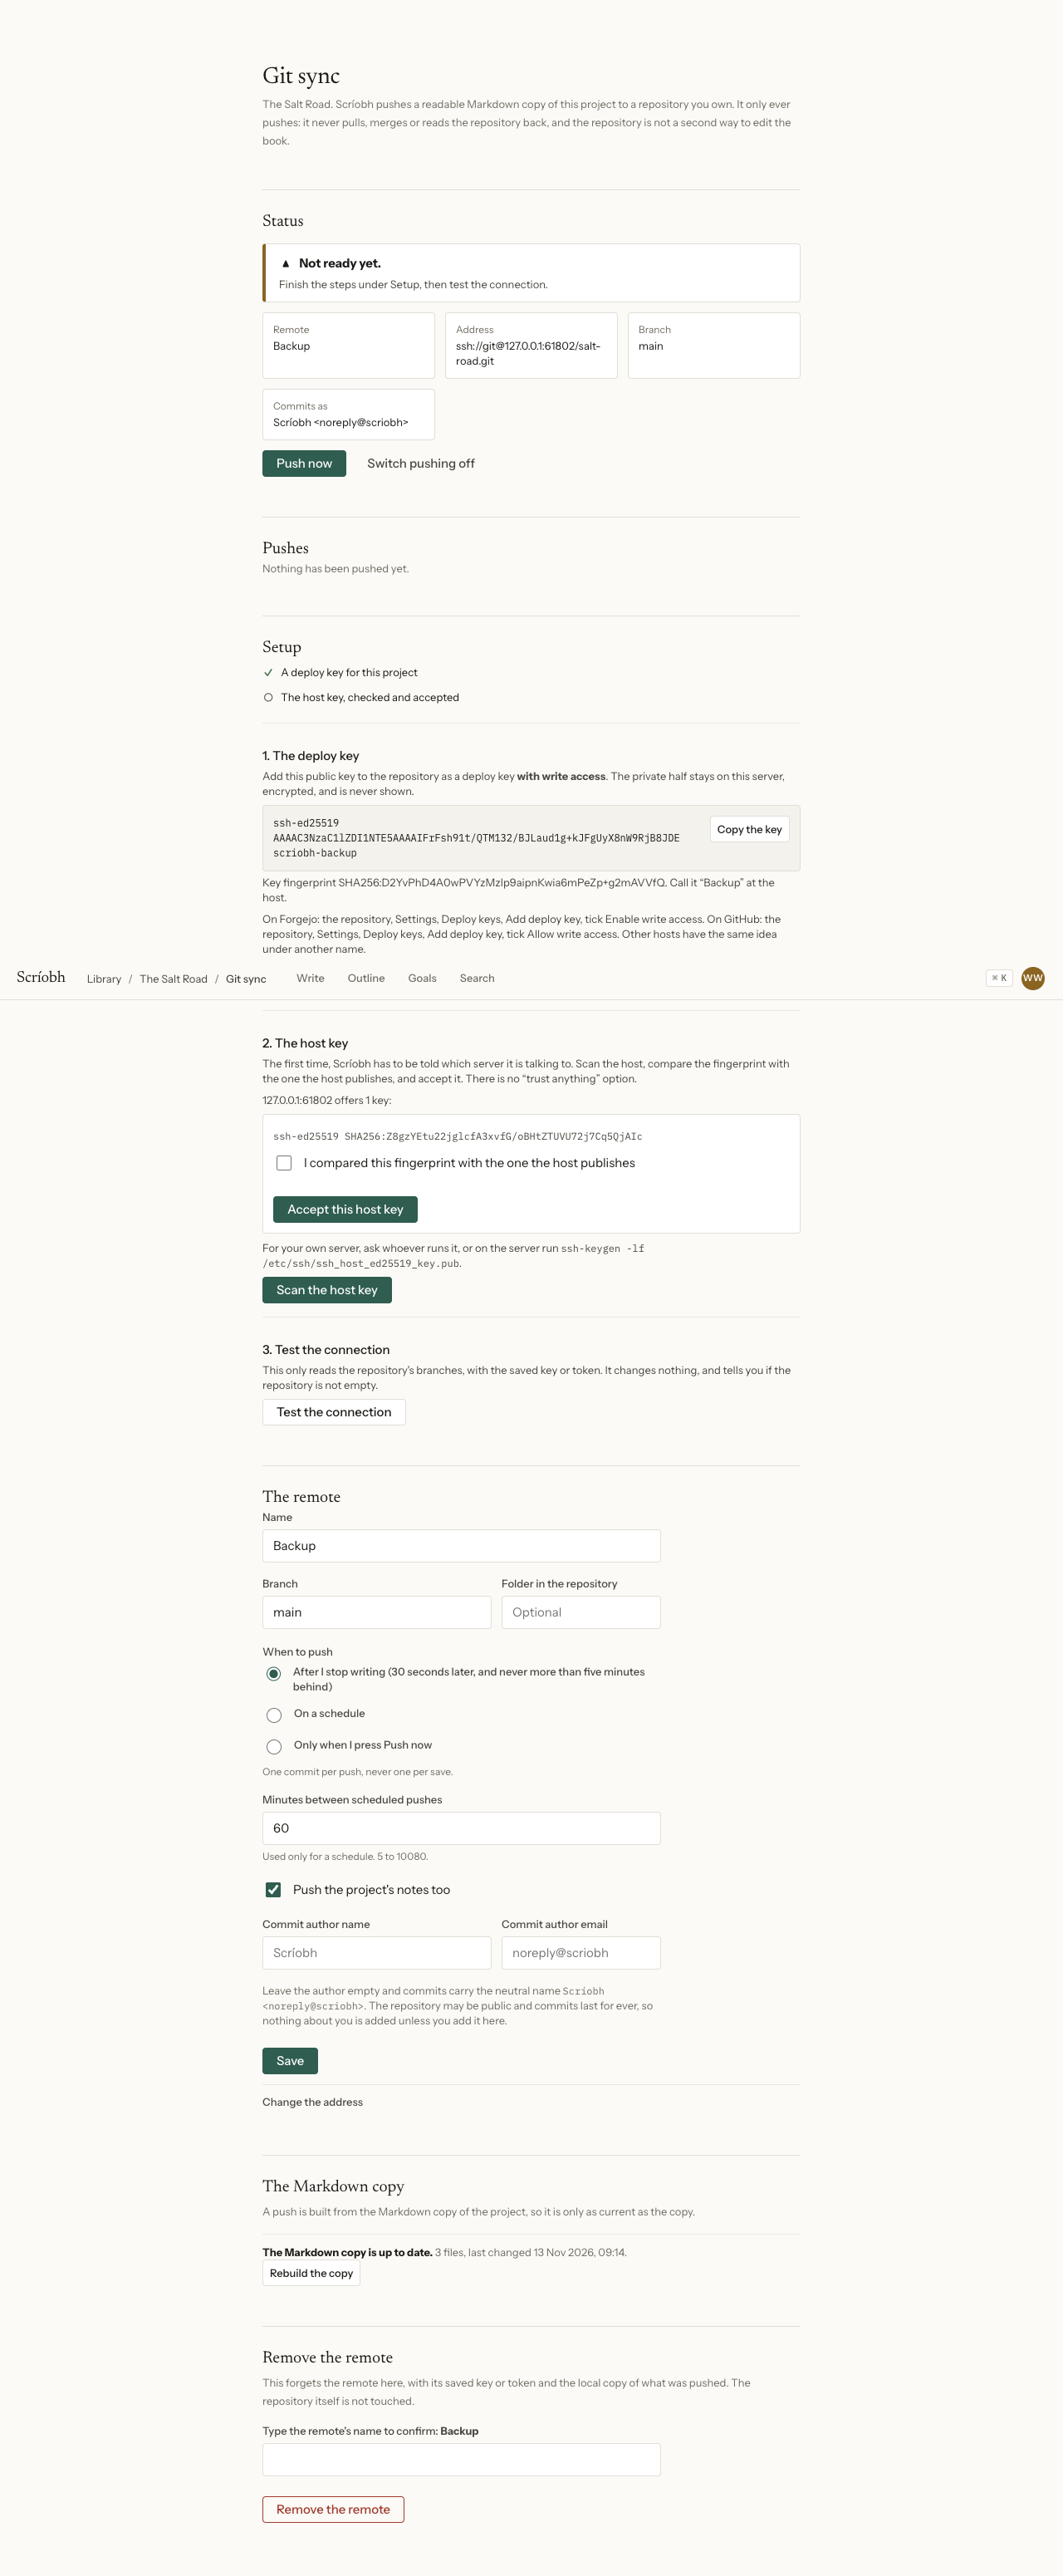 Git sync
The Salt Road. Scríobh pushes a readable Markdown copy of this project to a repository you own. It only ever
pushes: it never pulls, merges or reads the repository back, and the repository is not a second way to edit the
book.
Status
Not ready yet.
Finish the steps under Setup, then test the connection.
Remote
Backup
Address
ssh://git@127.0.0.1:61802/salt-
road.git
Branch
main
Commits as
Scríobh <noreply@scriobh>
Push now
Switch pushing off
Pushes
Nothing has been pushed yet.
Setup
A deploy key for this project
The host key, checked and accepted
1. The deploy key
Add this public key to the repository as a deploy key with write access. The private half stays on this server,
encrypted, and is never shown.
ssh-ed25519
AAAAC3NzaC1lZDI1NTE5AAAAIFrFsh91t/QTM132/BJLaud1g+kJFgUyX8nW9RjB8JDE
scriobh-backup
Copy the key
Key fingerprint SHA256:D2YvPhD4A0wPVYzMzIp9aipnKwia6mPeZp+g2mAVVfQ. Call it “Backup” at the
host.
On Forgejo: the repository, Settings, Deploy keys, Add deploy key, tick Enable write access. On GitHub: the
repository, Settings, Deploy keys, Add deploy key, tick Allow write access. Other hosts have the same idea
under another name.
Scríobh
Library / The Salt Road / Git sync
Write
Outline
Goals
Search
⌘ K
WW
2. The host key
The first time, Scríobh has to be told which server it is talking to. Scan the host, compare the fingerprint with
the one the host publishes, and accept it. There is no “trust anything” option.
127.0.0.1:61802 offers 1 key:
ssh-ed25519 SHA256:Z8gzYEtu22jglcfA3xvfG/oBHtZTUVU72j7Cq5QjAIc
I compared this fingerprint with the one the host publishes
Accept this host key
For your own server, ask whoever runs it, or on the server run ssh-keygen -lf
/etc/ssh/ssh_host_ed25519_key.pub.
Scan the host key
3. Test the connection
This only reads the repository's branches, with the saved key or token. It changes nothing, and tells you if the
repository is not empty.
Test the connection
The remote
Name
Backup
Branch
main
Folder in the repository
Optional
When to push
After I stop writing (30 seconds later, and never more than five minutes
behind)
On a schedule
Only when I press Push now
One commit per push, never one per save.
Minutes between scheduled pushes
60
Used only for a schedule. 5 to 10080.
Push the project's notes too
Commit author name
Scríobh
Commit author email
noreply@scriobh
Leave the author empty and commits carry the neutral name Scríobh
<noreply@scriobh>. The repository may be public and commits last for ever, so
nothing about you is added unless you add it here.
Save
Change the address
The Markdown copy
A push is built from the Markdown copy of the project, so it is only as current as the copy.
The Markdown copy is up to date. 3 files, last changed 13 Nov 2026, 09:14.
Rebuild the copy
Remove the remote
This forgets the remote here, with its saved key or token and the local copy of what was pushed. The
repository itself is not touched.
Type the remote's name to confirm: Backup
Remove the remote